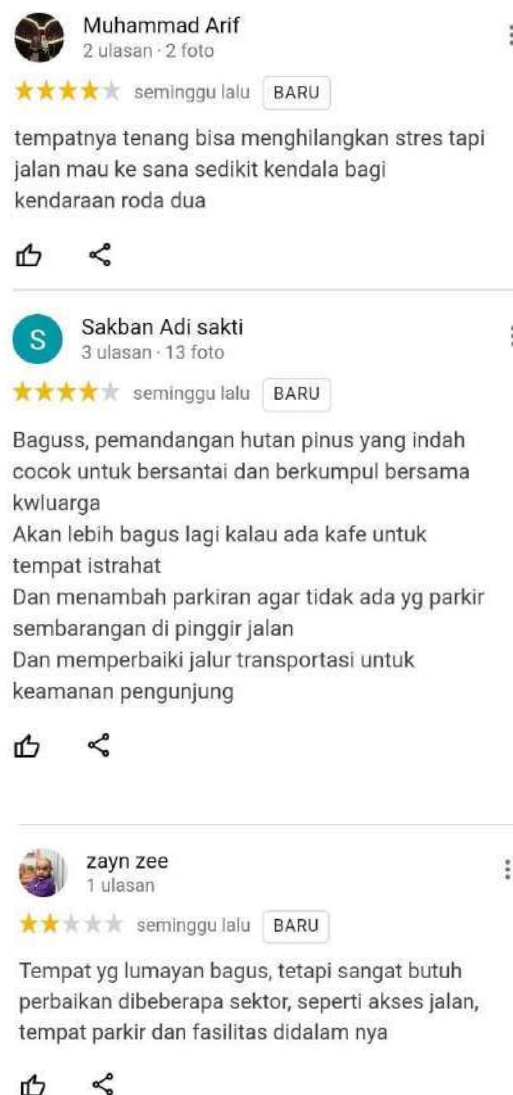 Muhammad Arif
2 ulasan · 2 foto
seminggu lalu BARU
tempatnya tenang bisa menghilangkan stres tapi
jalan mau ke sana sedikit kendala bagi
kendaraan roda dua
S
Sakban Adi sakti
3 ulasan · 13 foto
seminggu lalu BARU
Baguss, pemandangan hutan pinus yang indah
cocok untuk bersantai dan berkumpul bersama
kwluarga
Akan lebih bagus lagi kalau ada kafe untuk
tempat istrahat
Dan menambah parkiran agar tidak ada yg parkir
sembarangan di pinggir jalan
Dan memperbaiki jalur transportasi untuk
keamanan pengunjung
zayn zee
1 ulasan
seminggu lalu BARU
Tempat yg lumayan bagus, tetapi sangat butuh
perbaikan dibeberapa sektor, seperti akses jalan,
tempat parkir dan fasilitas didalam nya